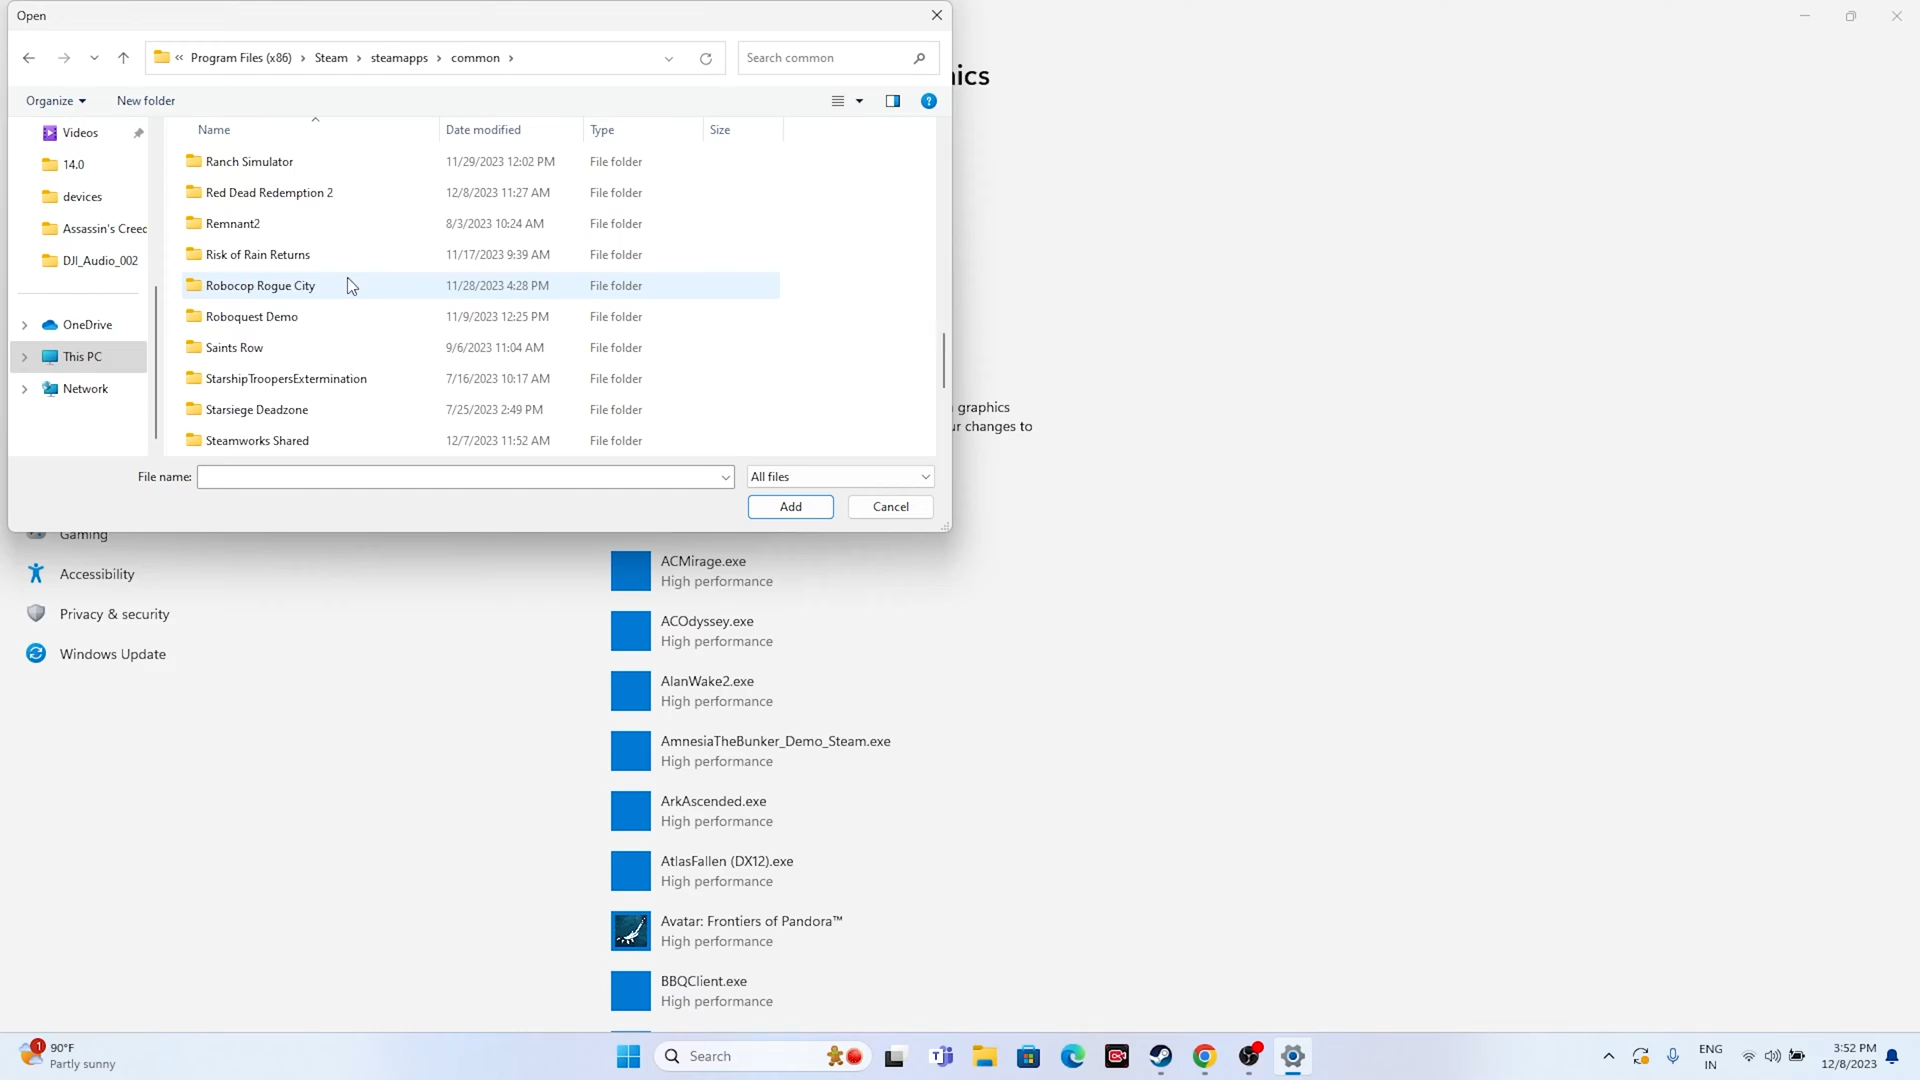 Open
Program Files (x86) Steam steamapps common
Search common
ics
Organize
New folder
Name
Date modified
Type
Size
Videos
14.0
devices
Assassin's Creed
DJI_Audio_002
OneDrive
This PC
Network
Ranch Simulator 11/29/2023 12:02 PM File folder
Red Dead Redemption 2 12/8/2023 11:27 AM File folder
Remnant2 8/3/2023 10:24 AM File folder
Risk of Rain Returns 11/17/2023 9:39 AM File folder
Robocop Rogue City 11/28/2023 4:28 PM File folder
Roboquest Demo 11/9/2023 12:25 PM File folder
Saints Row 9/6/2023 11:04 AM File folder
StarshipTroopersExtermination 7/16/2023 10:17 AM File folder
Starsiege Deadzone 7/25/2023 2:49 PM File folder
Steamworks Shared 12/7/2023 11:52 AM File folder
graphics
ur changes to
File name:
All files
Add
Cancel
Gaming
Accessibility
Privacy & security
Windows Update
ACMirage.exe
High performance
ACOdyssey.exe
High performance
AlanWake2.exe
High performance
AmnesiaTheBunker_Demo_Steam.exe
High performance
ArkAscended.exe
High performance
AtlasFallen (DX12).exe
High performance
Avatar: Frontiers of Pandora™
High performance
BBQClient.exe
High performance
1
90°F
Partly sunny
Search
ENG
IN
3:52 PM
12/8/2023